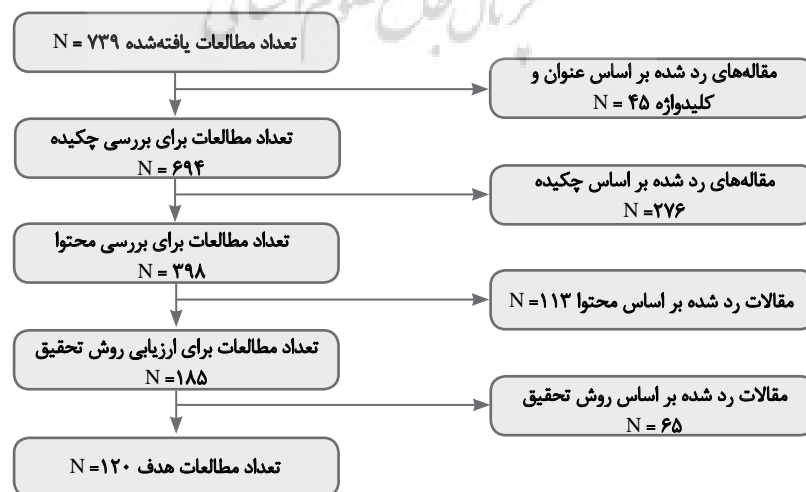 تعداد مطالعات یافته‌شده N = ۷۳۹
مقاله‌های رد شده بر اساس عنوان و
کلیدواژه N = ۴۵
تعداد مطالعات برای بررسی چکیده
N = ۶۹۴
مقاله‌های رد شده بر اساس چکیده
N =۲۷۶
تعداد مطالعات برای بررسی محتوا
N = ۳۹۸
مقالات رد شده بر اساس محتوا N =۱۱۳
تعداد مطالعات برای ارزیابی روش تحقیق
N =۱۸۵
مقالات رد شده بر اساس روش تحقیق
N = ۶۵
تعداد مطالعات هدف N =۱۲۰